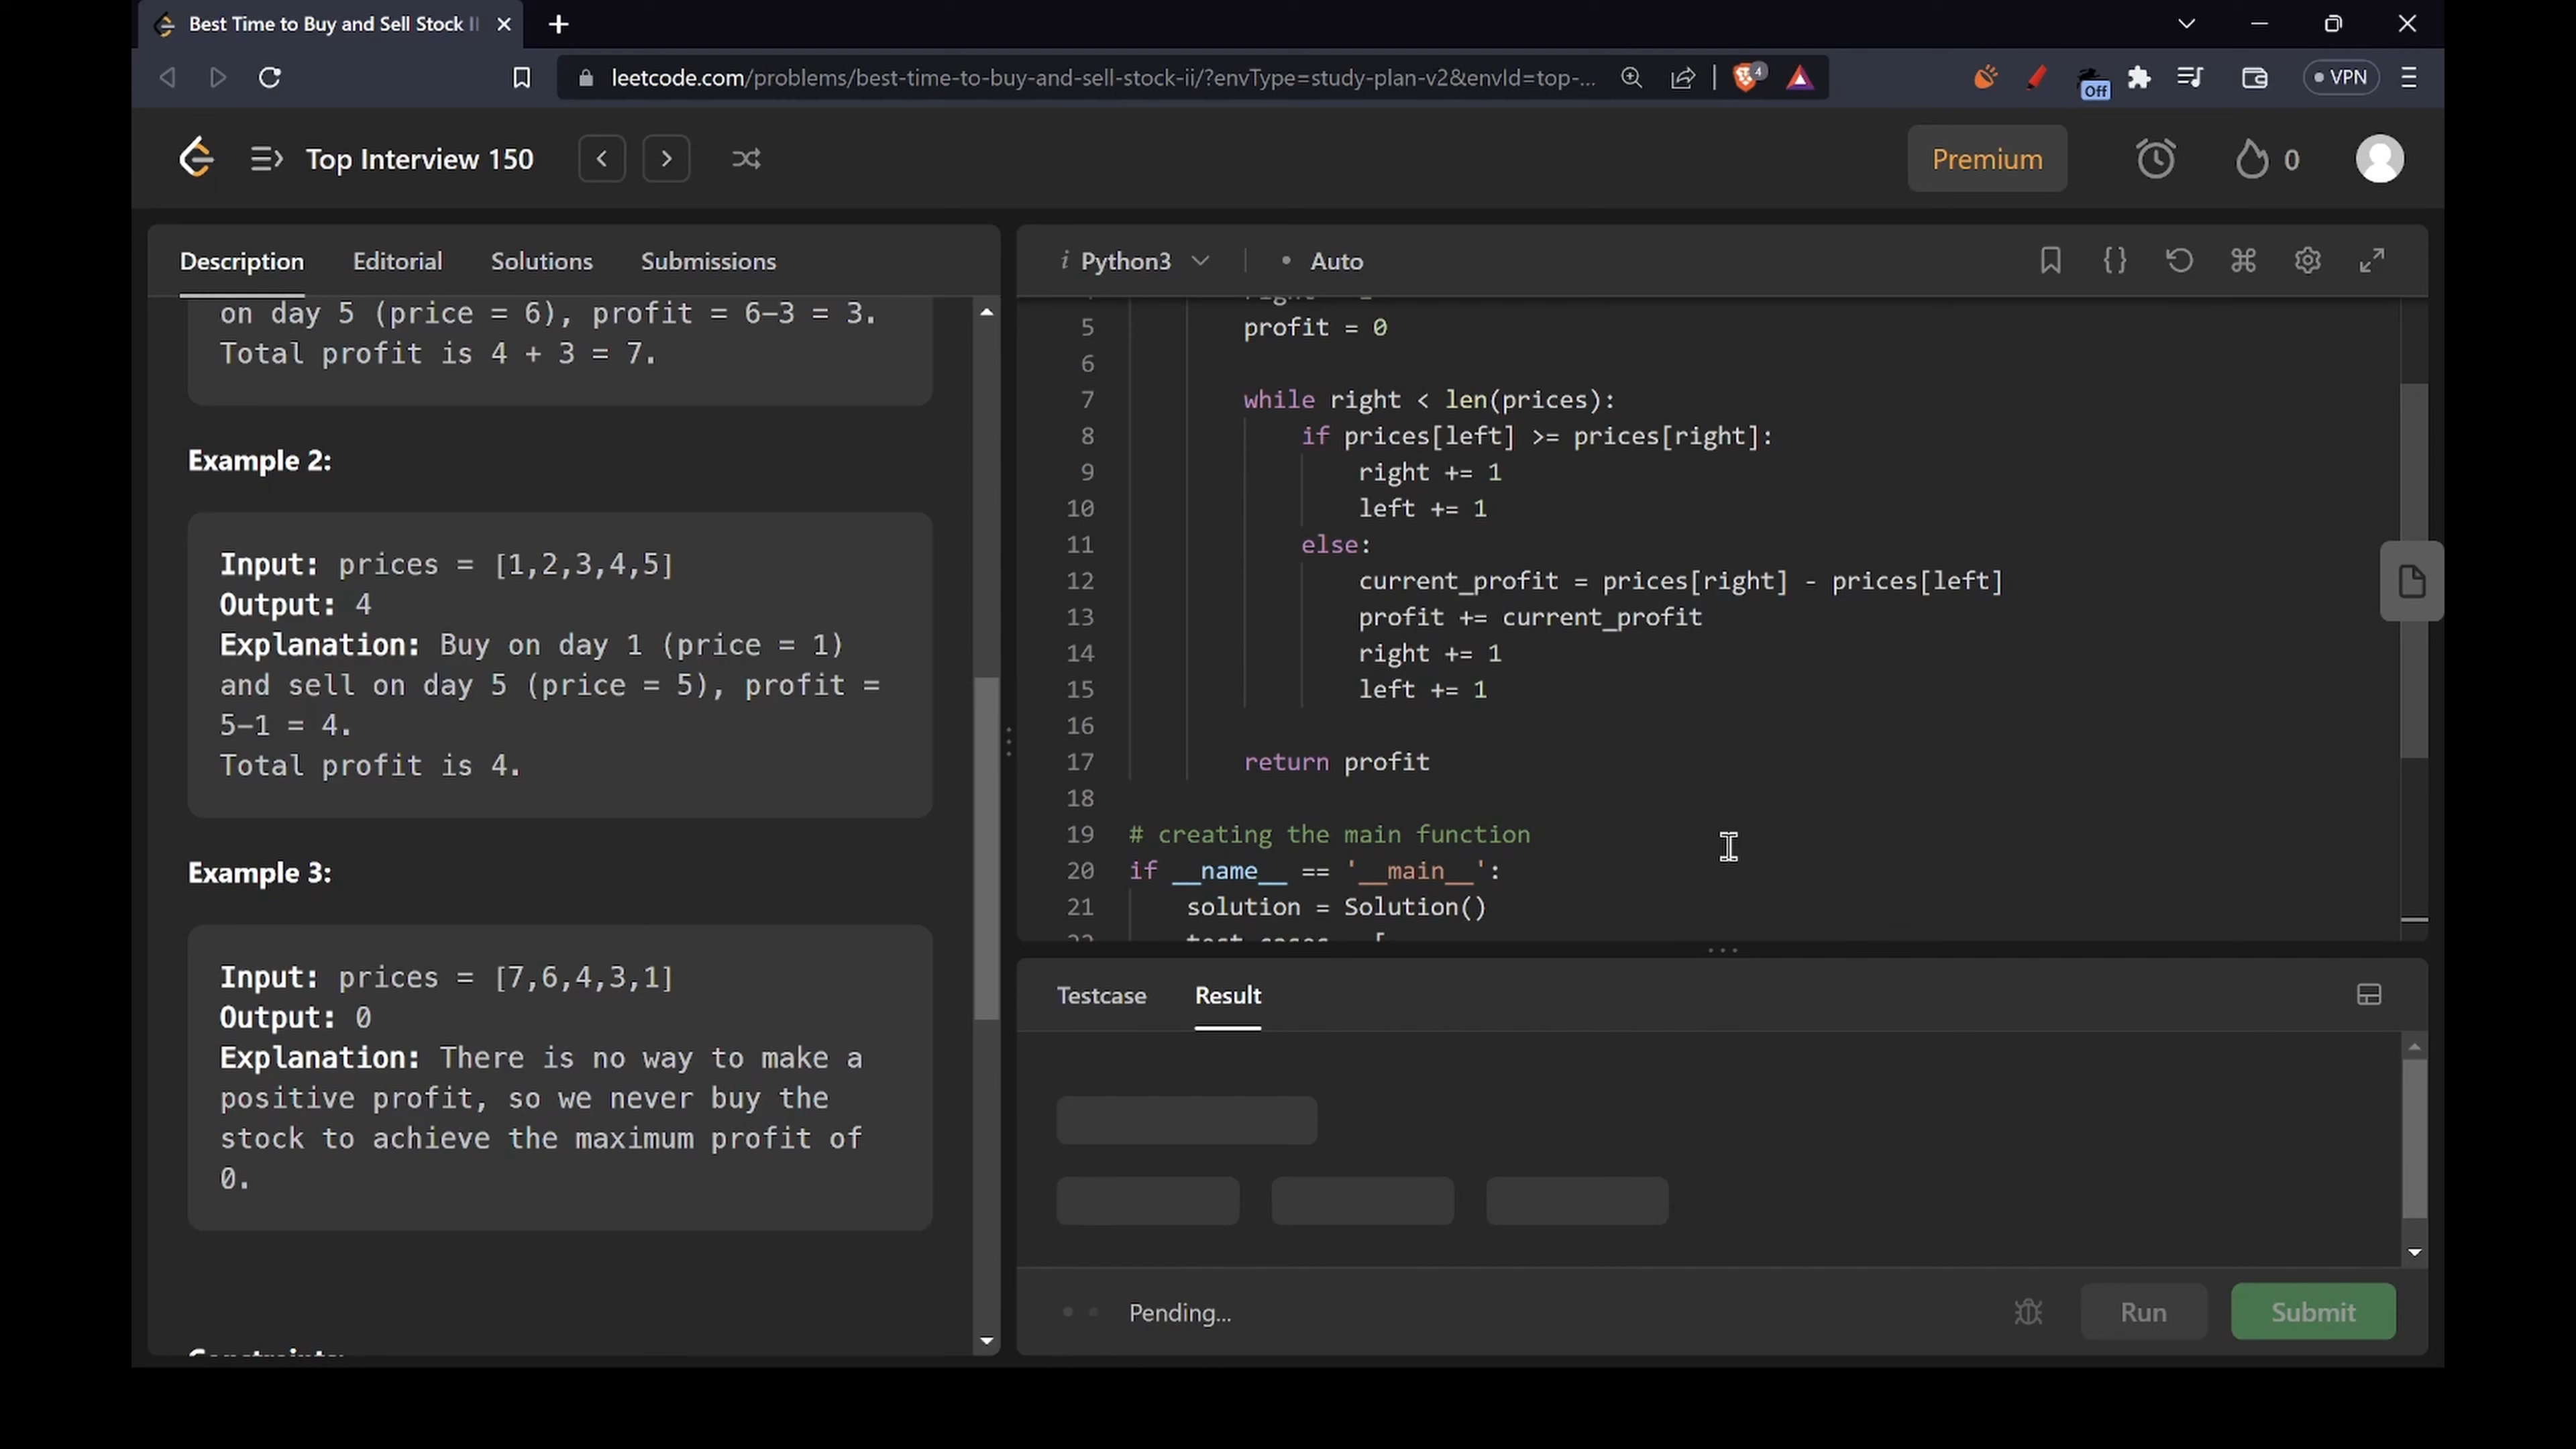 Best Time to Buy and Sell Stock II
leetcode.com/problems/best-time-to-buy-and-sell-stock-ii/?envType=study-plan-v2&envId=top-...
4
Off
VPN
Top Interview 150
Premium
0
Description
Editorial
Solutions
Submissions
on day 5 (price = 6), profit = 6-3 = 3.
Total profit is 4 + 3 = 7.
Example 2:
Input: prices = [1,2,3,4,5]
Output: 4
Explanation: Buy on day 1 (price = 1)
and sell on day 5 (price = 5), profit =
5-1 = 4.
Total profit is 4.
Example 3:
Input: prices = [7,6,4,3,1]
Output: 0
Explanation: There is no way to make a
positive profit, so we never buy the
stock to achieve the maximum profit of
0.
Constraints:
i Python3
• Auto
5 profit = 0
6
7 while right < len(prices):
8 if prices[left] >= prices[right]:
9 right += 1
10 left += 1
11 else:
12 current_profit = prices[right] - prices[left]
13 profit += current_profit
14 right += 1
15 left += 1
16
17 return profit
18
19 # creating the main function
20 if __name__ == '__main__':
21 solution = Solution()
22 test_cases = [
Testcase
Result
Pending...
Run
Submit